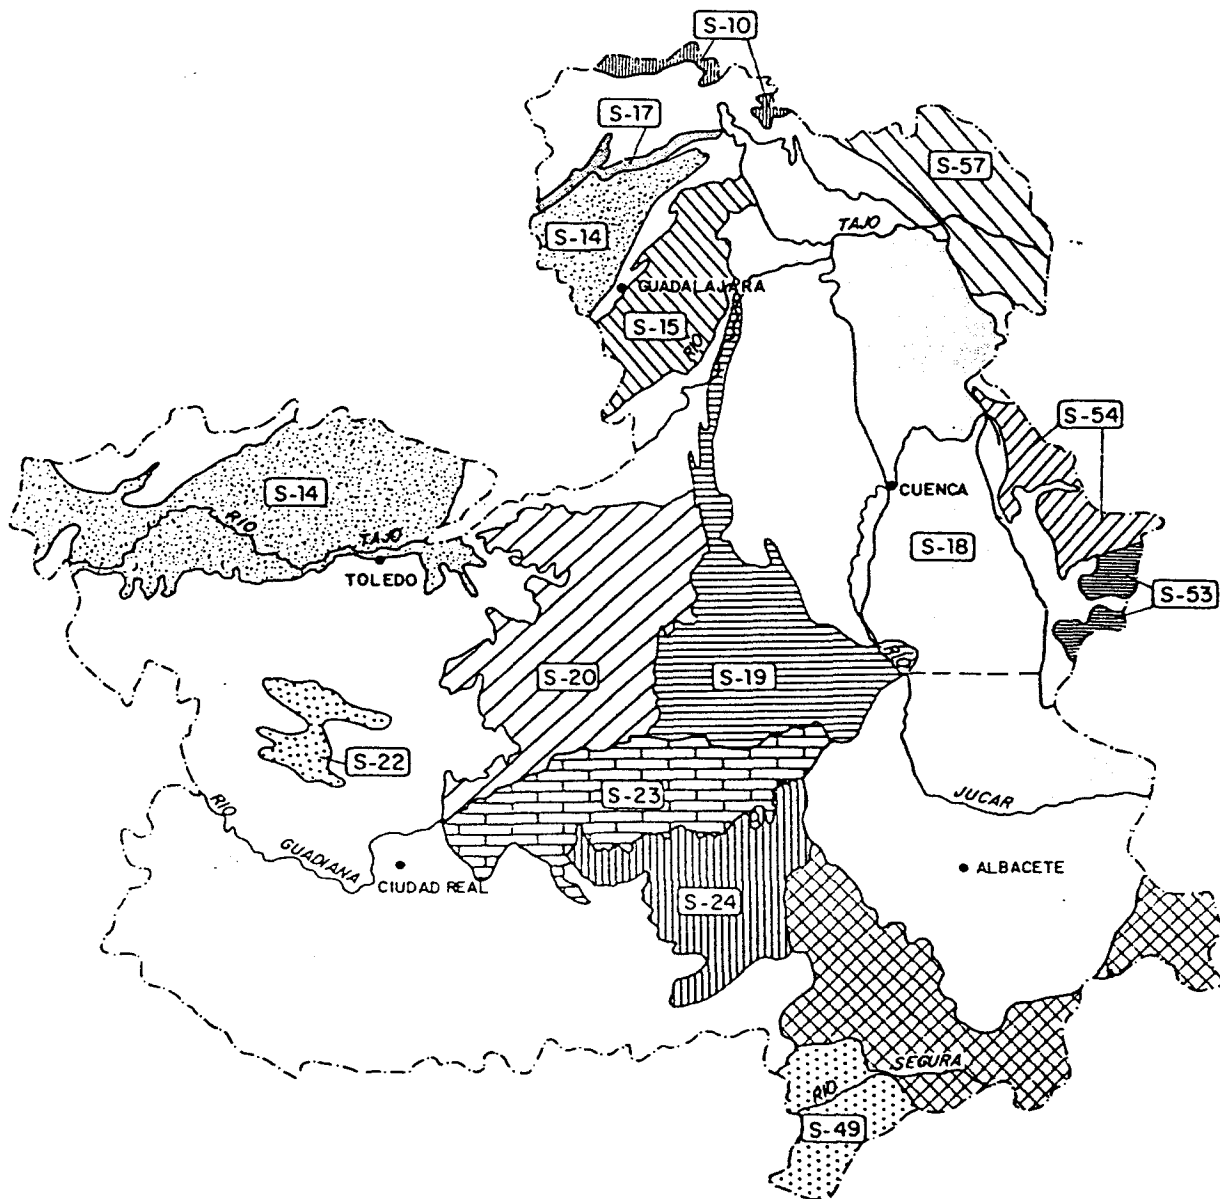 S-10
S-17
S-57
S-14
TAJO
GUADALAJARA
S-15
RIO
S-54
S-14
CUENCA
RIO
TAJO
S-18
TOLEDO
S-53
S-20
S-19
S-22
S-23
JUCAR
RIO
GUADIANA
CIUDAD REAL
ALBACETE
S-24
SEGURA
RIO
S-49